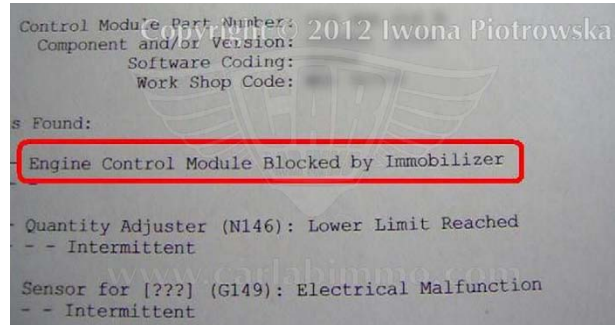 Control Module Part Number:
Copyright © 2012 Iwona Piotrowska
Component and/or Version:
Software Coding:
Work Shop Code:
s Found:
- Engine Control Module Blocked by Immobilizer
- -
- Quantity Adjuster (N146): Lower Limit Reached
- - - Intermittent
www.carlabimmo.com
Sensor for [???] (G149): Electrical Malfunction
- - Intermittent